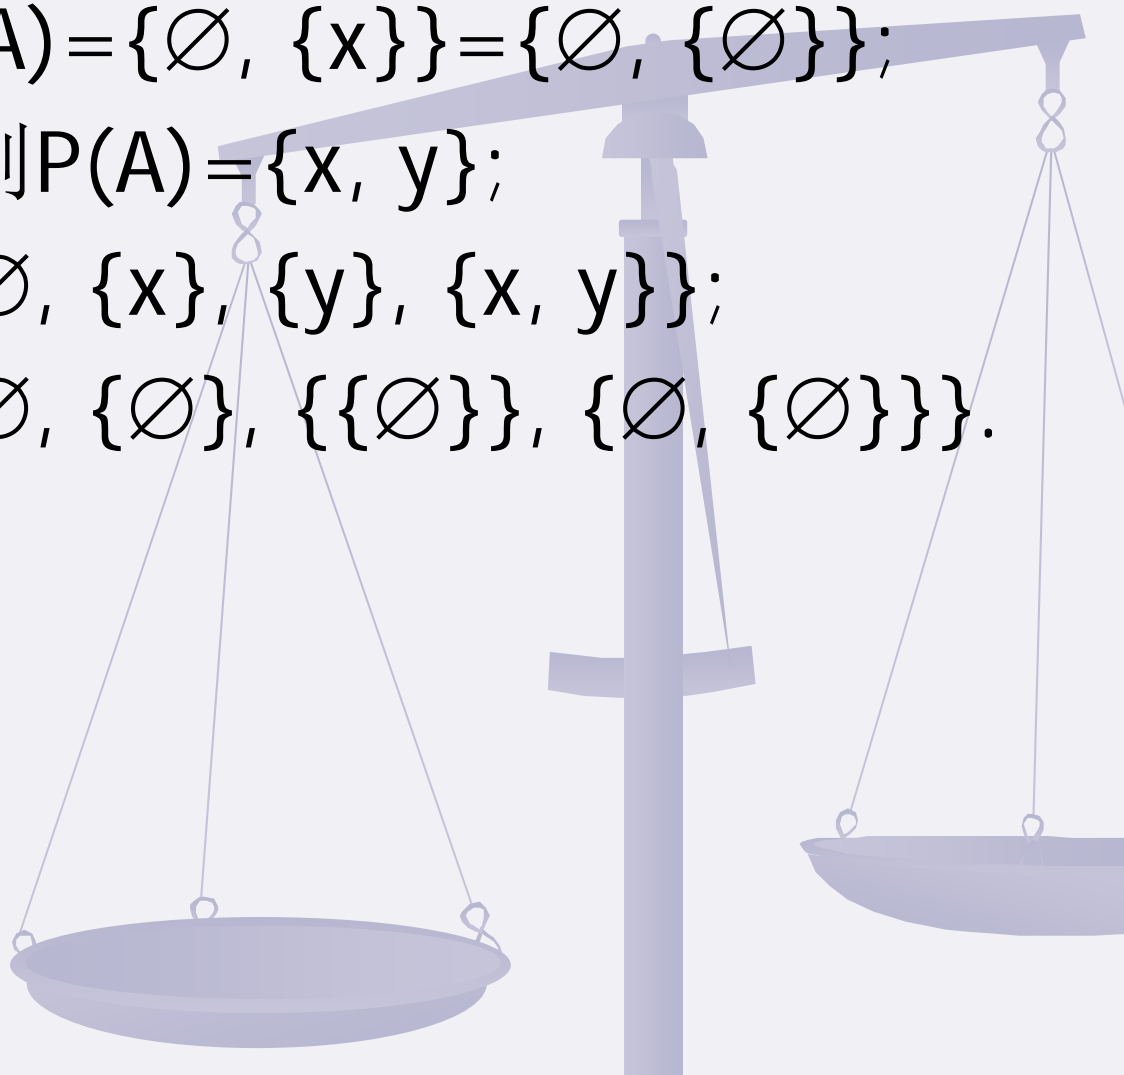 A)={∅, {x}}={∅, {∅}};
则P(A)={x, y};
∅, {x}, {y}, {x, y}};
∅, {∅}, {{∅}}, {∅, {∅}}}.